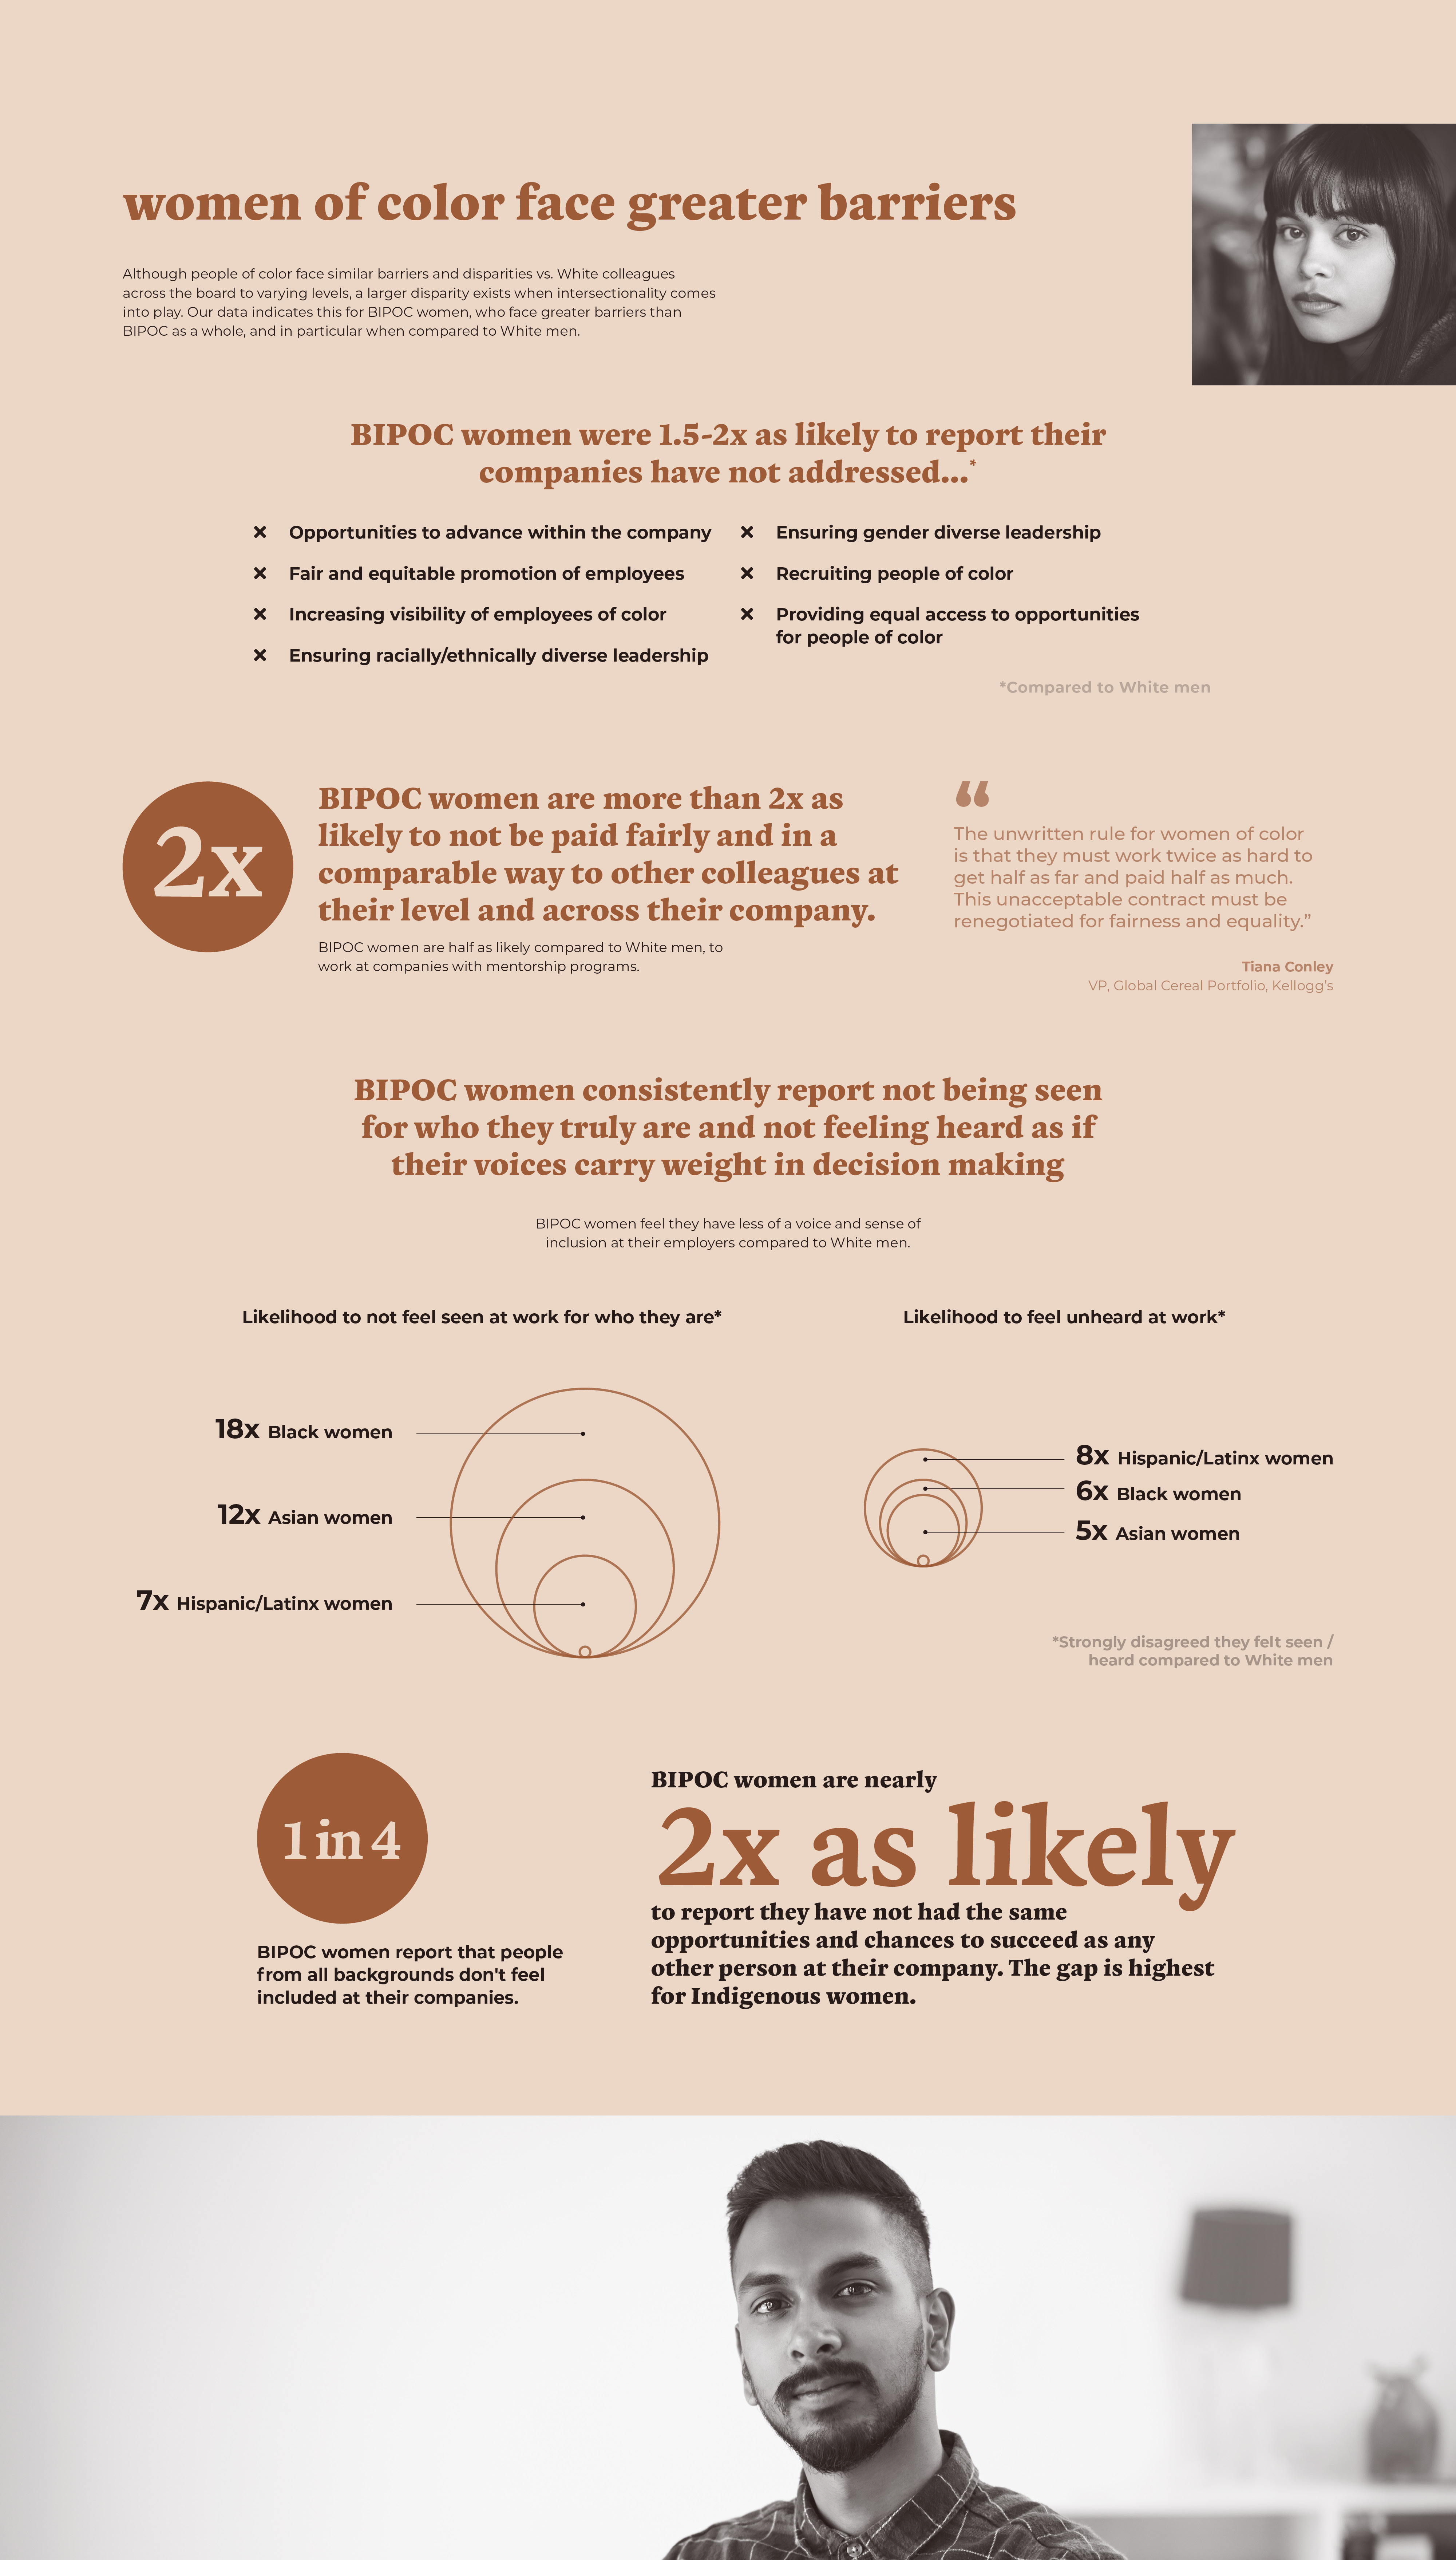 women of color face greater barriers
Although people of color face similar barriers and disparities vs. White colleagues
across the board to varying levels, a larger disparity exists when intersectionality comes
into play. Our data indicates this for BIPOC women, who face greater barriers than
BIPOC as a whole, and in particular when compared to White men.
BIPOC women were 1.5-2x as likely to report their
companies have not addressed...*
Opportunities to advance within the company
Fair and equitable promotion of employees
Increasing visibility of employees of color
Ensuring racially/ethnically diverse leadership
Ensuring gender diverse leadership
Recruiting people of color
Providing equal access to opportunities
for people of color
*Compared to White men
2x
BIPOC women are more than 2x as
likely to not be paid fairly and in a
comparable way to other colleagues at
their level and across their company.
BIPOC women are half as likely compared to White men, to
work at companies with mentorship programs.
“
The unwritten rule for women of color
is that they must work twice as hard to
get half as far and paid half as much.
This unacceptable contract must be
renegotiated for fairness and equality.”
Tiana Conley
VP, Global Cereal Portfolio, Kellogg’s
BIPOC women consistently report not being seen
for who they truly are and not feeling heard as if
their voices carry weight in decision making
BIPOC women feel they have less of a voice and sense of
inclusion at their employers compared to White men.
Likelihood to not feel seen at work for who they are*
18x Black women
12x Asian women
7x Hispanic/Latinx women
Likelihood to feel unheard at work*
8x Hispanic/Latinx women
6x Black women
5x Asian women
*Strongly disagreed they felt seen /
heard compared to White men
1 in 4
BIPOC women report that people
from all backgrounds don't feel
included at their companies.
BIPOC women are nearly
2x as likely
to report they have not had the same
opportunities and chances to succeed as any
other person at their company. The gap is highest
for Indigenous women.